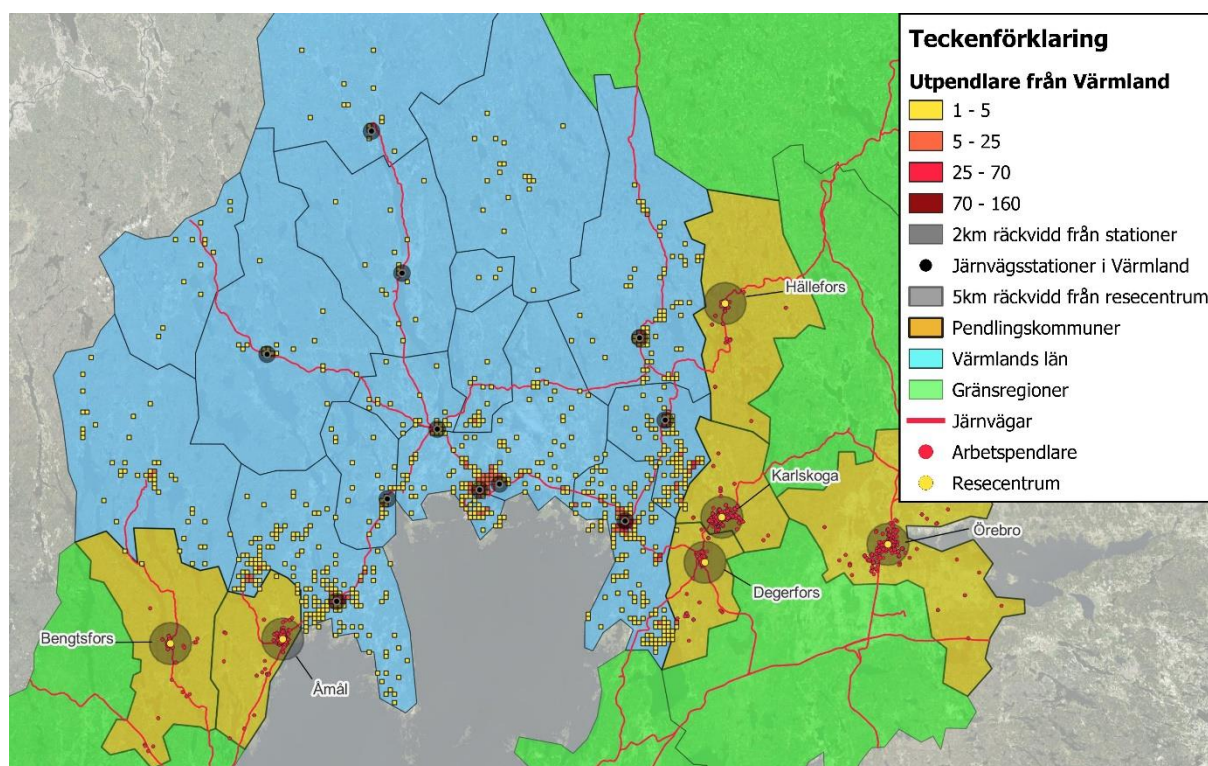 Teckenförklaring
Utpendlare från Värmland
1 - 5
5 - 25
25 - 70
70 - 160
2km räckvidd från stationer
Järnvägsstationer i Värmland
5km räckvidd från resecentrum
Pendlingskommuner
Värmlands län
Gränsregioner
Järnvägar
Arbetspendlare
Resecentrum
Hällefors
Karlskoga
Örebro
Degerfors
Bengtsfors
Åmål